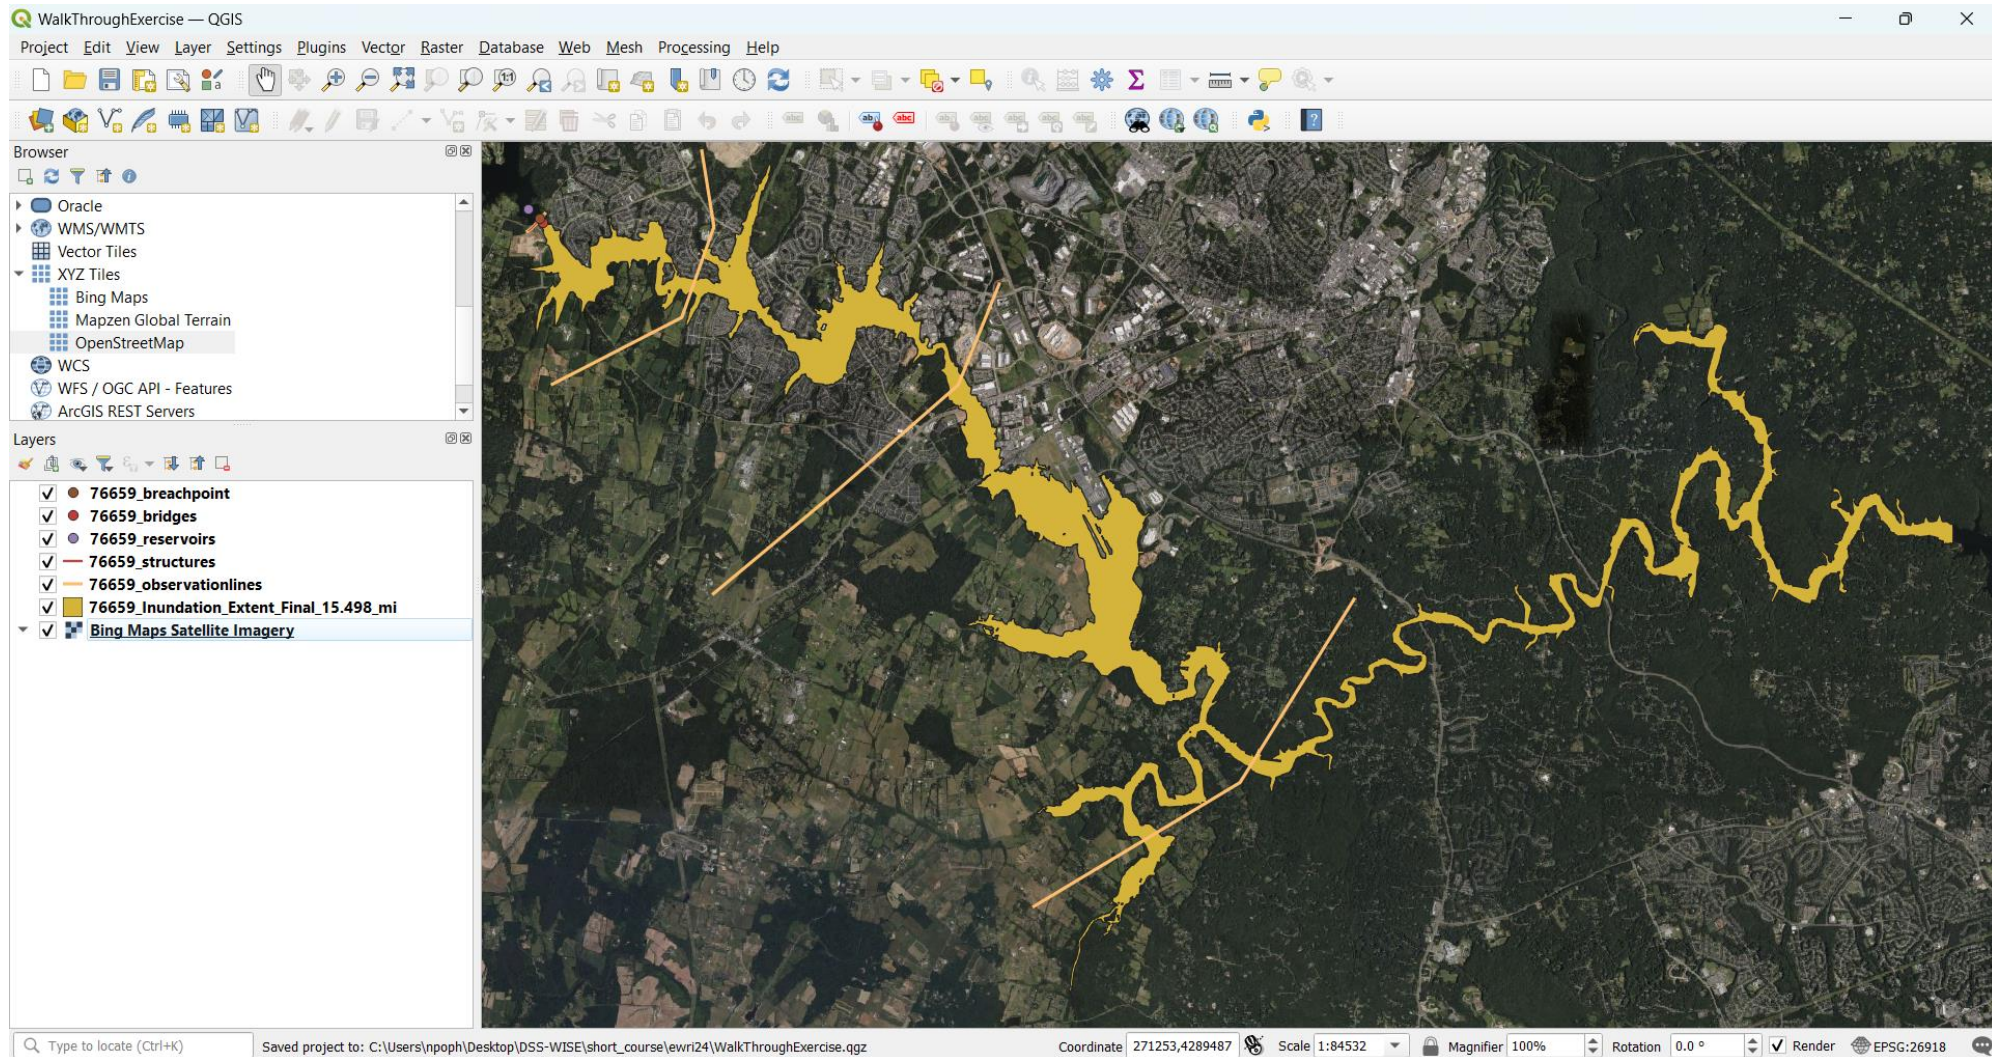 WalkThroughExercise — QGIS
Project Edit View Layer Settings Plugins Vector Raster Database Web Mesh Processing Help
Browser
Oracle
WMS/WMTS
Vector Tiles
XYZ Tiles
Bing Maps
Mapzen Global Terrain
OpenStreetMap
WCS
WFS / OGC API - Features
ArcGIS REST Servers
Layers
76659_breachpoint
76659_bridges
76659_reservoirs
76659_structures
76659_observationlines
76659_Inundation_Extent_Final_15.498_mi
Bing Maps Satellite Imagery
Type to locate (Ctrl+K) Saved project to: C:\Users\npoph\Desktop\DSS-WISE\short_course\ewri24\WalkThroughExercise.qgz Coordinate 271253,4289487 Scale 1:84532 Magnifier 100% Rotation 0.0 ° Render EPSG:26918